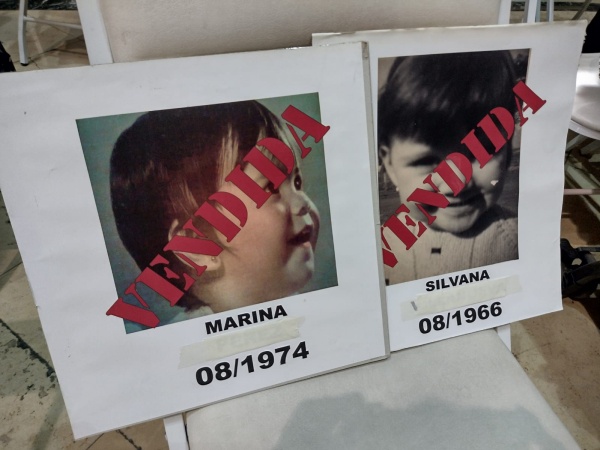 VENDIDA
MARINA
08/1974
VENDIDA
SILVANA
08/1966